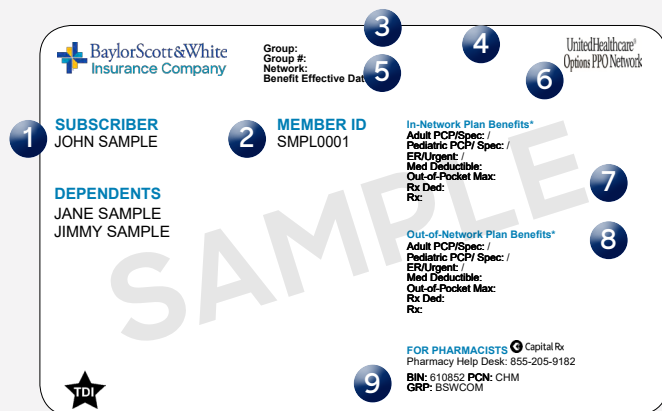 3
4
BaylorScott&White
Insurance Company
Group:
Group #:
Network:
Benefit Effective Dat
5
UnitedHealthcare®
Options PPO Network
6
1
SUBSCRIBER
JOHN SAMPLE
2
MEMBER ID
SMPL0001
DEPENDENTS
JANE SAMPLE
JIMMY SAMPLE
In-Network Plan Benefits*
Adult PCP/Spec: /
Pediatric PCP/ Spec: /
ER/Urgent: /
Med Deductible:
Out-of-Pocket Max:
Rx Ded:
Rx:
7
8
Out-of-Network Plan Benefits*
Adult PCP/Spec: /
Pediatric PCP/ Spec: /
ER/Urgent: /
Med Deductible:
Out-of-Pocket Max:
Rx Ded:
Rx:
SAMPLE
FOR PHARMACISTS Capital Rx
Pharmacy Help Desk: 855-205-9182
9
BIN: 610852 PCN: CHM
GRP: BSWCOM
TDI